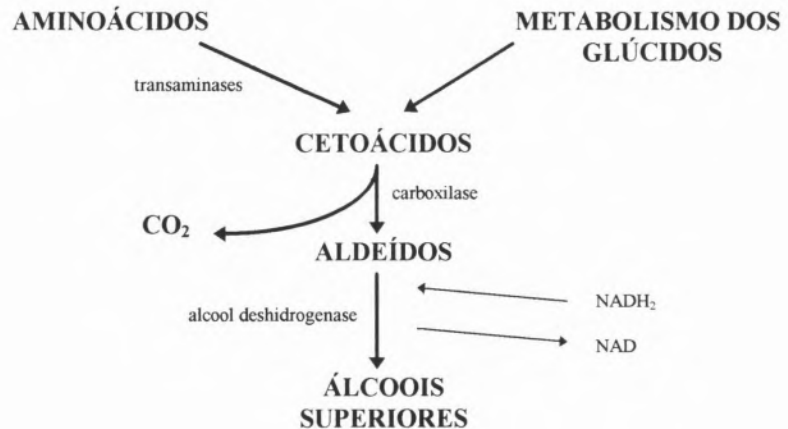 AMINOÁCIDOS
METABOLISMO DOS
GLÚCIDOS
transaminases
CETOÁCIDOS
carboxilase
CO₂
ALDEÍDOS
NADH₂
alcool deshidrogenase
NAD
ÁLCOOIS
SUPERIORES